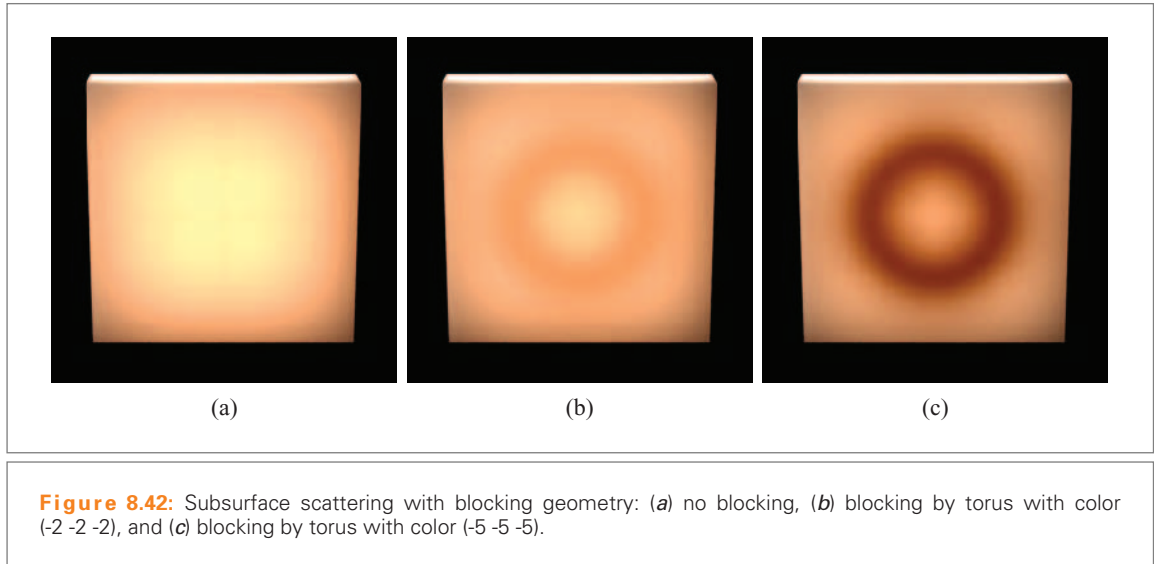 (a) (b) (c)
Figure 8.42: Subsurface scattering with blocking geometry: (a) no blocking, (b) blocking by torus with color
(-2 -2 -2), and (c) blocking by torus with color (-5 -5 -5).